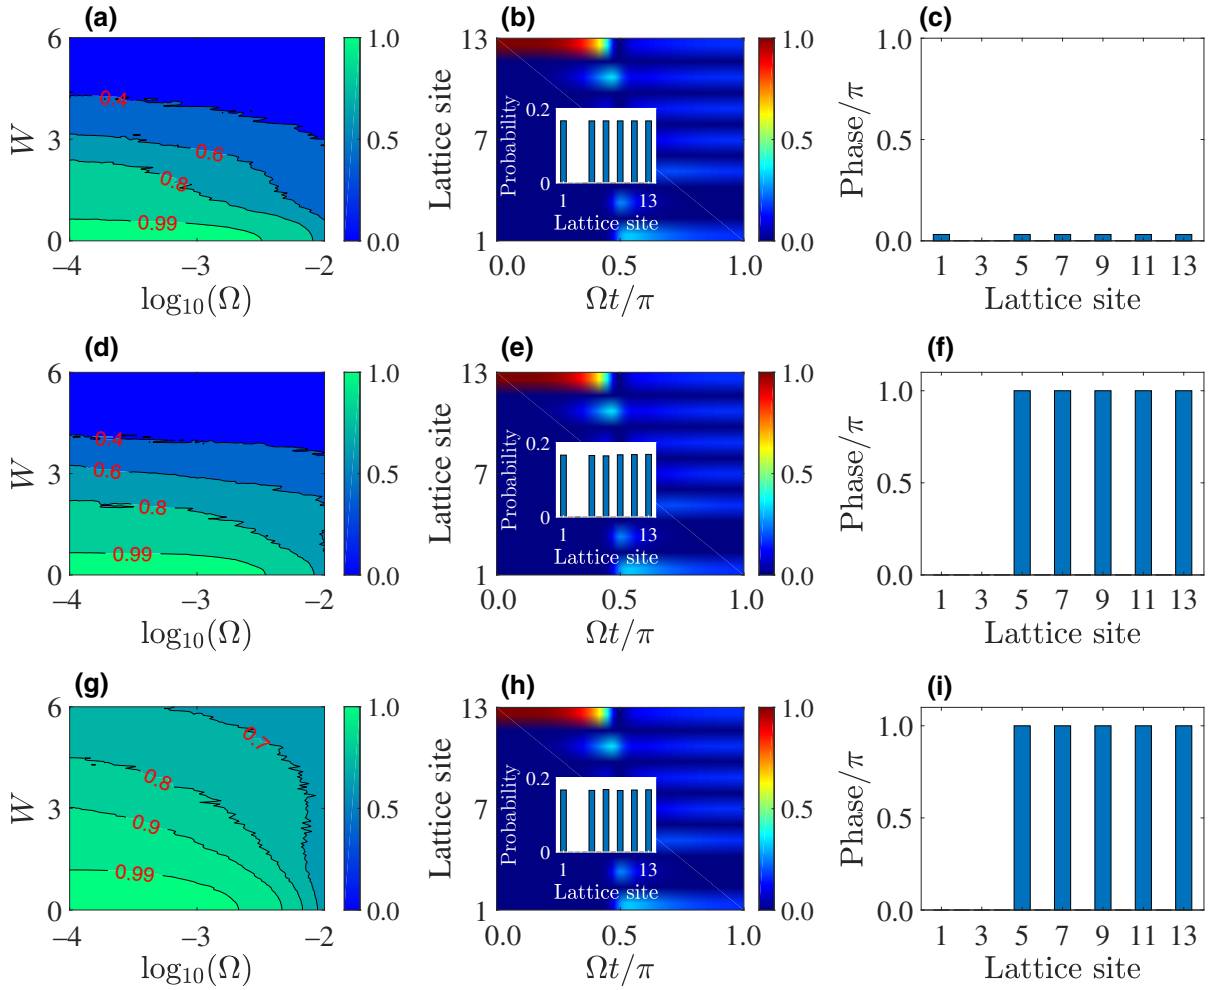 (a)
6
3
0
W
0.4
0.6
0.8
0.99
−4
−3
−2
log10(Ω)
1.0
0.5
0.0
(b)
13
7
1
Lattice site
0.2
0
Probability
1
13
Lattice site
0.0
0.5
1.0
Ωt/π
1.0
0.5
0.0
(c)
1.0
0.5
0.0
Phase/π
1 3 5 7 9 11 13
Lattice site
(d)
6
3
0
W
0.4
0.6
0.8
0.99
−4
−3
−2
log10(Ω)
1.0
0.5
0.0
(e)
13
7
1
Lattice site
0.2
0
Probability
1
13
Lattice site
0.0
0.5
1.0
Ωt/π
1.0
0.5
0.0
(f)
1.0
0.5
0.0
Phase/π
1 3 5 7 9 11 13
Lattice site
(g)
6
3
0
W
0.7
0.8
0.9
0.99
−4
−3
−2
log10(Ω)
1.0
0.5
0.0
(h)
13
7
1
Lattice site
0.2
0
Probability
1
13
Lattice site
0.0
0.5
1.0
Ωt/π
1.0
0.5
0.0
(i)
1.0
0.5
0.0
Phase/π
1 3 5 7 9 11 13
Lattice site